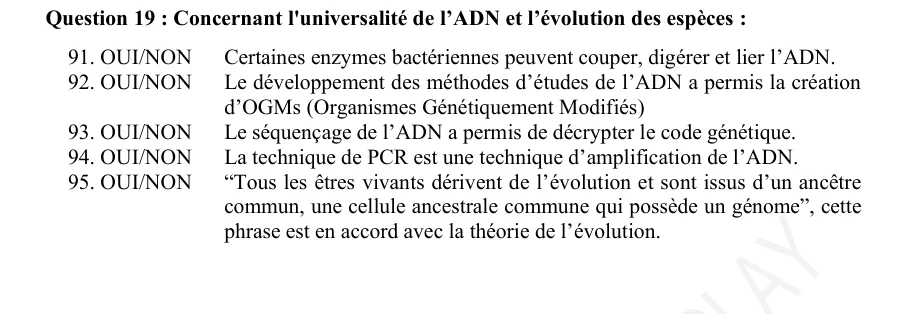 Question 19 : Concernant l'universalité de l’ADN et l’évolution des espèces :
91. OUI/NON Certaines enzymes bactériennes peuvent couper, digérer et lier l’ADN.
92. OUI/NON Le développement des méthodes d’études de l’ADN a permis la création
d’OGMs (Organismes Génétiquement Modifiés)
93. OUI/NON Le séquençage de l’ADN a permis de décrypter le code génétique.
94. OUI/NON La technique de PCR est une technique d’amplification de l’ADN.
95. OUI/NON “Tous les êtres vivants dérivent de l’évolution et sont issus d’un ancêtre
commun, une cellule ancestrale commune qui possède un génome”, cette
phrase est en accord avec la théorie de l’évolution.